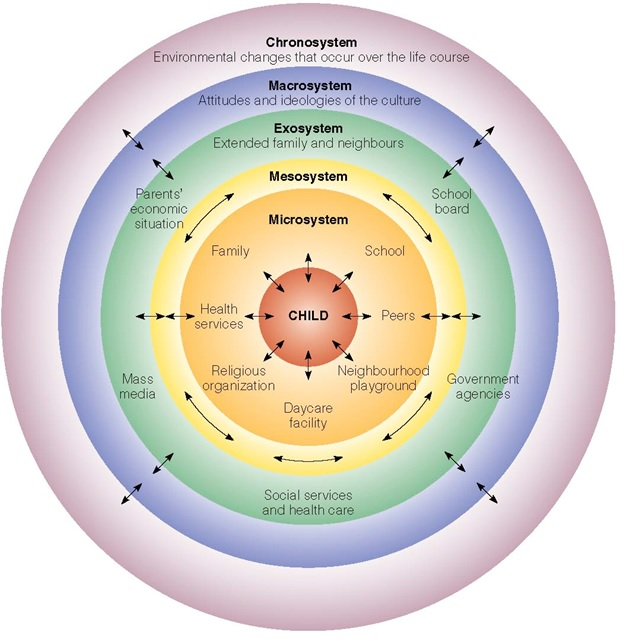 Chronosystem
Environmental changes that occur over the life course
Macrosystem
Attitudes and ideologies of the culture
Exosystem
Extended family and neighbours
Mesosystem
Parents'
economic
situation
School
board
Microsystem
Family
School
Health
services
CHILD
Peers
Religious
organization
Neighbourhood
playground
Mass
media
Government
agencies
Daycare
facility
Social services
and health care